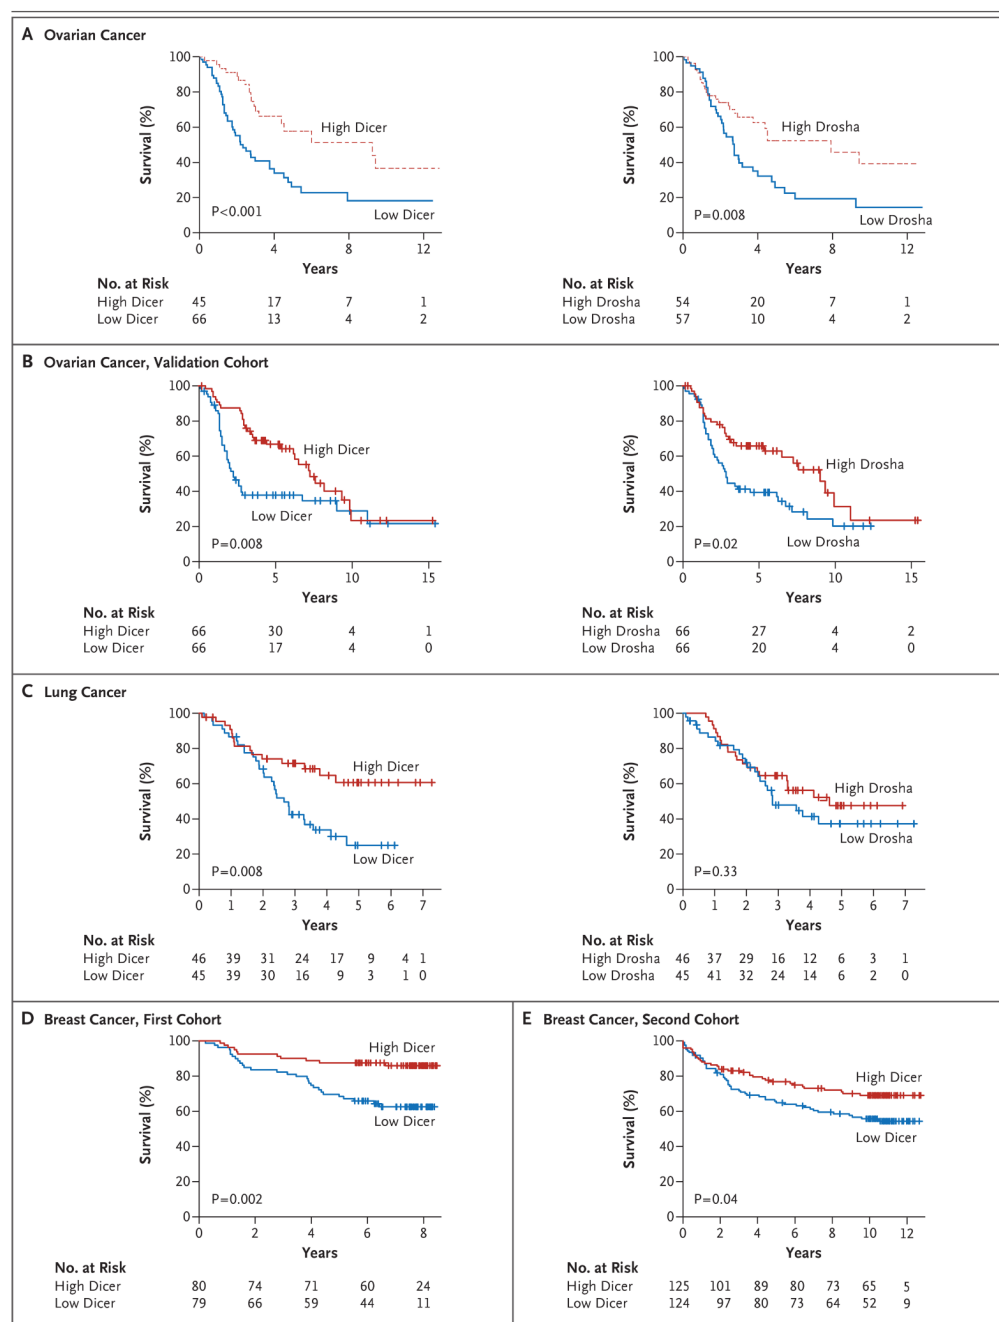 A Ovarian Cancer
100
80
60
40
20
0
Survival (%)
High Dicer
Low Dicer
P<0.001
0 4 8 12
Years
No. at Risk
High Dicer 45 17 7 1
Low Dicer 66 13 4 2
100
80
60
40
20
0
Survival (%)
High Drosha
Low Drosha
P=0.008
0 4 8 12
Years
No. at Risk
High Drosha 54 20 7 1
Low Drosha 57 10 4 2
B Ovarian Cancer, Validation Cohort
100
80
60
40
20
0
Survival (%)
High Dicer
Low Dicer
P=0.008
0 5 10 15
Years
No. at Risk
High Dicer 66 30 4 1
Low Dicer 66 17 4 0
100
80
60
40
20
0
Survival (%)
High Drosha
Low Drosha
P=0.02
0 5 10 15
Years
No. at Risk
High Drosha 66 27 4 2
Low Drosha 66 20 4 0
C Lung Cancer
100
80
60
40
20
0
Survival (%)
High Dicer
Low Dicer
P=0.008
0 1 2 3 4 5 6 7
Years
No. at Risk
High Dicer 46 39 31 24 17 9 4 1
Low Dicer 45 39 30 16 9 3 1 0
100
80
60
40
20
0
Survival (%)
High Drosha
Low Drosha
P=0.33
0 1 2 3 4 5 6 7
Years
No. at Risk
High Drosha 46 37 29 16 12 6 3 1
Low Drosha 45 41 32 24 14 6 2 0
D Breast Cancer, First Cohort
100
80
60
40
20
0
Survival (%)
High Dicer
Low Dicer
P=0.002
0 2 4 6 8
Years
No. at Risk
High Dicer 80 74 71 60 24
Low Dicer 79 66 59 44 11
E Breast Cancer, Second Cohort
100
80
60
40
20
0
Survival (%)
High Dicer
Low Dicer
P=0.04
0 2 4 6 8 10 12
Years
No. at Risk
High Dicer 125 101 89 80 73 65 5
Low Dicer 124 97 80 73 64 52 9